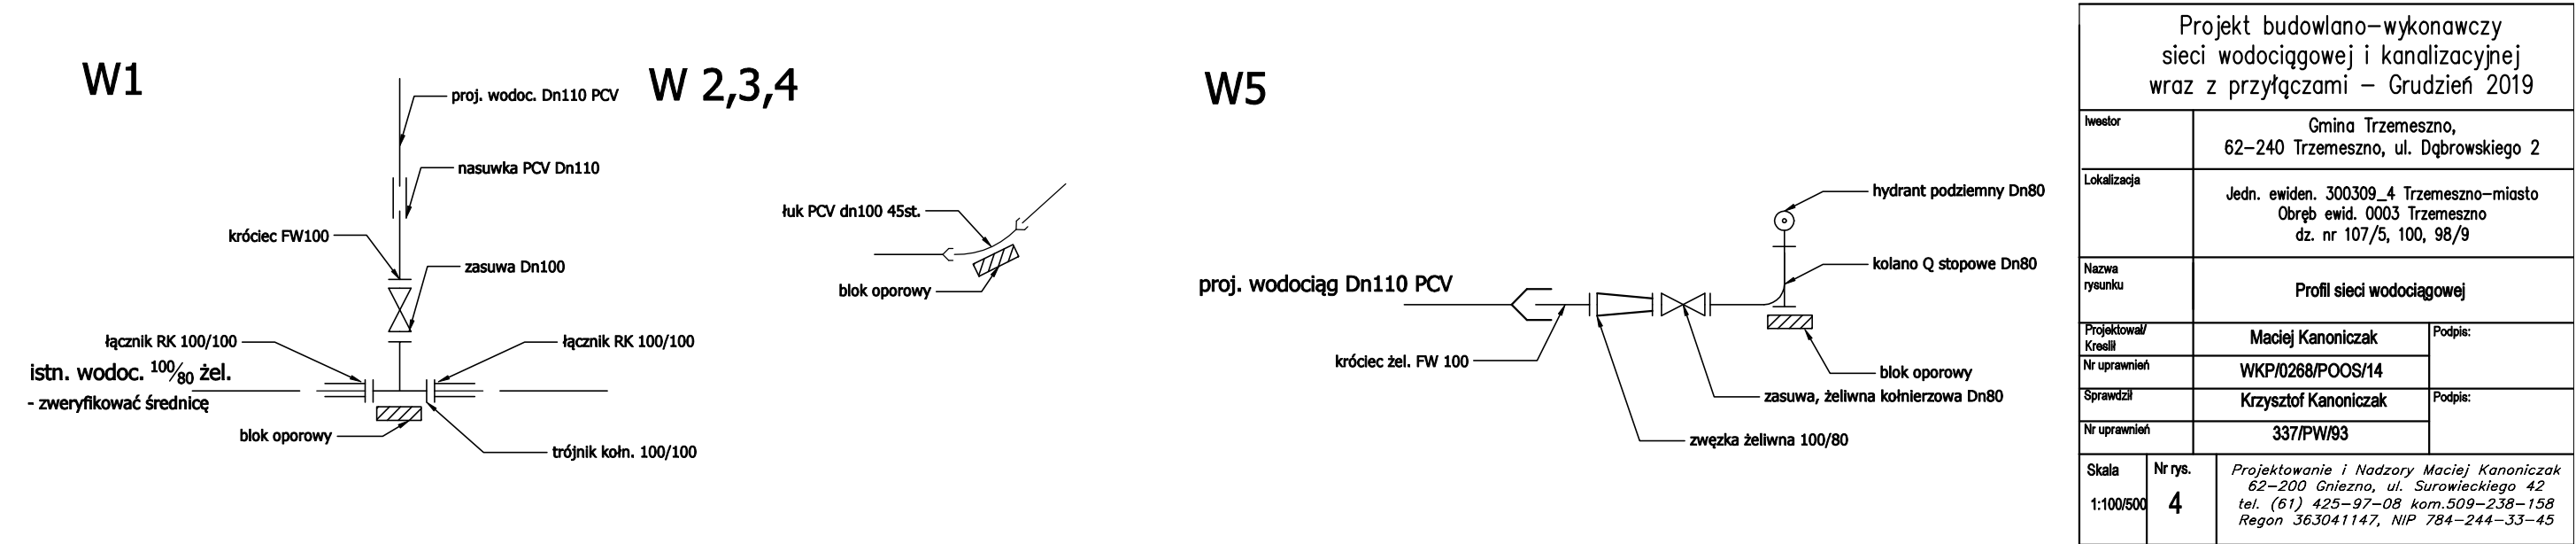 W1
proj. wodoc. Dn110 PCV
nasuwka PCV Dn110
króciec FW100
zasuwa Dn100
łącznik RK 100/100
łącznik RK 100/100
istn. wodoc. 100/80 żel.
- zweryfikować średnicę
blok oporowy
trójnik kołn. 100/100
W 2,3,4
łuk PCV dn100 45st.
blok oporowy
W5
hydrant podziemny Dn80
kolano Q stopowe Dn80
proj. wodociąg Dn110 PCV
króciec żel. FW 100
blok oporowy
zasuwa, żeliwna kołnierzowa Dn80
zwęzka żeliwna 100/80
Projekt budowlano-wykonawczy
sieci wodociągowej i kanalizacyjnej
wraz z przyłączami - Grudzień 2019
Iwestor
Gmina Trzemeszno,
62-240 Trzemeszno, ul. Dąbrowskiego 2
Lokalizacja
Jedn. ewiden. 300309_4 Trzemeszno-miasto
Obręb ewid. 0003 Trzemeszno
dz. nr 107/5, 100, 98/9
Nazwa
rysunku
Profil sieci wodociągowej
Projektował/
Kreslił
Maciej Kanoniczak
Podpis:
Nr uprawnień
WKP/0268/POOS/14
Sprawdził
Krzysztof Kanoniczak
Podpis:
Nr uprawnień
337/PW/93
Skala
1:100/500
Nr rys.
4
Projektowanie i Nadzory Maciej Kanoniczak
62-200 Gniezno, ul. Surowieckiego 42
tel. (61) 425-97-08 kom.509-238-158
Regon 363041147, NIP 784-244-33-45